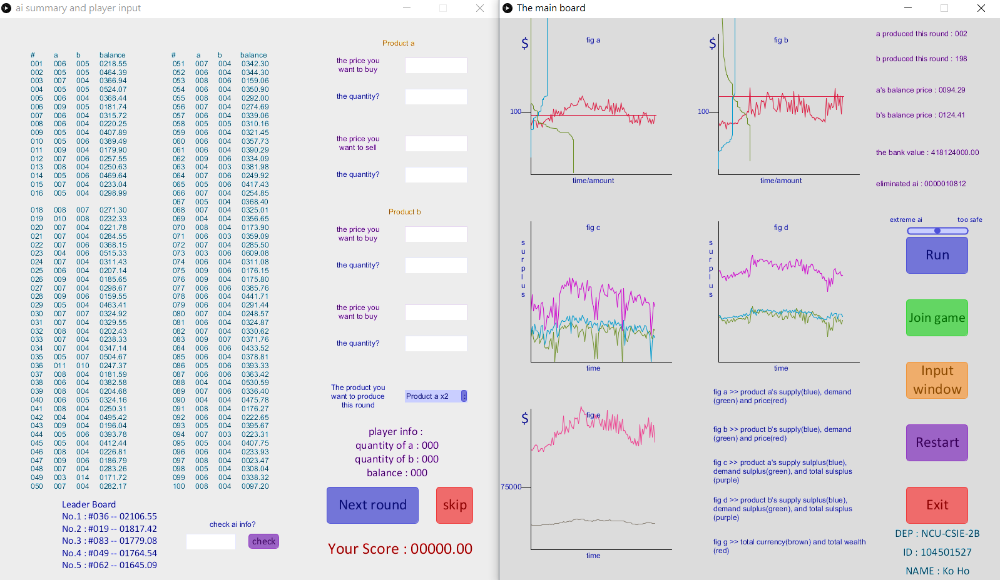 ai summary and player input
# a b balance # a b balance
001 006 005 0218.55 051 007 004 0342.30
002 005 005 0464.39 052 006 004 0344.30
003 007 004 0366.94 053 008 006 0159.06
004 005 005 0524.07 054 006 004 0350.90
005 006 004 0368.44 055 008 004 0292.00
006 009 005 0181.74 056 007 004 0274.69
007 006 004 0315.72 057 006 004 0339.06
008 006 004 0220.25 058 005 005 0310.16
009 005 004 0407.89 059 006 004 0321.45
010 005 006 0389.49 060 006 004 0357.73
011 009 004 0179.90 061 006 004 0390.29
012 007 006 0257.55 062 009 006 0334.09
013 008 004 0250.63 063 004 003 0381.98
014 005 006 0469.64 064 007 006 0249.92
015 007 004 0233.04 065 005 006 0417.43
016 005 004 0298.99 066 007 004 0254.85
067 005 004 0368.40
018 008 007 0271.30 068 007 004 0325.01
019 010 008 0232.33 069 004 004 0356.65
020 007 004 0221.78 070 008 004 0173.90
021 007 004 0284.55 071 006 003 0359.09
022 007 006 0368.15 072 007 004 0285.50
023 004 006 0515.33 073 003 006 0609.08
024 007 004 0311.43 074 006 004 0311.08
025 006 004 0207.14 075 009 006 0176.15
026 009 004 0185.65 076 009 004 0175.80
027 007 004 0298.67 077 006 006 0385.76
028 009 006 0159.55 078 006 004 0441.71
029 005 004 0463.41 079 006 004 0291.44
030 007 007 0324.92 080 007 004 0248.57
031 007 004 0329.55 081 006 004 0324.87
032 008 004 0202.43 082 007 004 0330.62
033 007 004 0238.33 083 009 007 0371.76
034 007 004 0347.14 084 006 006 0433.52
035 005 007 0504.67 085 006 004 0378.81
036 011 010 0247.37 086 005 006 0393.33
037 008 004 0181.59 087 006 006 0363.42
038 006 004 0382.58 088 004 004 0530.59
039 008 004 0204.68 089 007 006 0336.40
040 006 005 0324.16 090 004 004 0475.78
041 008 004 0250.31 091 008 004 0176.27
042 004 004 0495.42 092 006 004 0222.65
043 009 004 0196.04 093 005 004 0395.67
044 005 006 0393.78 094 007 003 0223.31
045 005 004 0412.44 095 005 004 0407.75
046 008 004 0226.81 096 006 004 0233.93
047 009 006 0186.79 097 008 004 0023.47
048 007 004 0283.26 098 005 004 0308.04
049 003 014 0171.72 099 006 004 0338.32
050 007 004 0282.17 100 008 004 0097.20
Leader Board
No.1 : #036 -- 02106.55
No.2 : #019 -- 01817.42
No.3 : #083 -- 01779.08
No.4 : #049 -- 01764.54
No.5 : #062 -- 01645.09
check ai info?
check
Product a
the price you
want to buy
the quantity?
the price you
want to sell
the quantity?
Product b
the price you
want to buy
the quantity?
the price you
want to buy
the quantity?
The product you
want to produce
this round
Product a x2
player info :
quantity of a : 000
quantity of b : 000
balance : 000
Next round
skip
Your Score : 00000.00
The main board
$
fig a
100
time/amount
$
fig b
100
time/amount
a produced this round : 002
b produced this round : 198
a's balance price : 0094.29
b's balance price : 0124.41
the bank value : 418124000.00
eliminated ai : 0000010812
fig c
surplus
time
fig d
surplus
time
extreme ai too safe
Run
Join game
Input
window
Restart
Exit
$
fig e
75000
time
fig a >> product a's supply(blue), demand
(green) and price(red)
fig b >> product b's supply(blue), demand
(green) and price(red)
fig c >> product a's supply sulplus(blue),
demand sulplus(green), and total sulsplus
(purple)
fig d >> product b's supply sulplus(blue),
demand sulplus(green), and total sulsplus
(purple)
fig g >> total currency(brown) and total wealth
(red)
DEP : NCU-CSIE-2B
ID : 104501527
NAME : Ko Ho